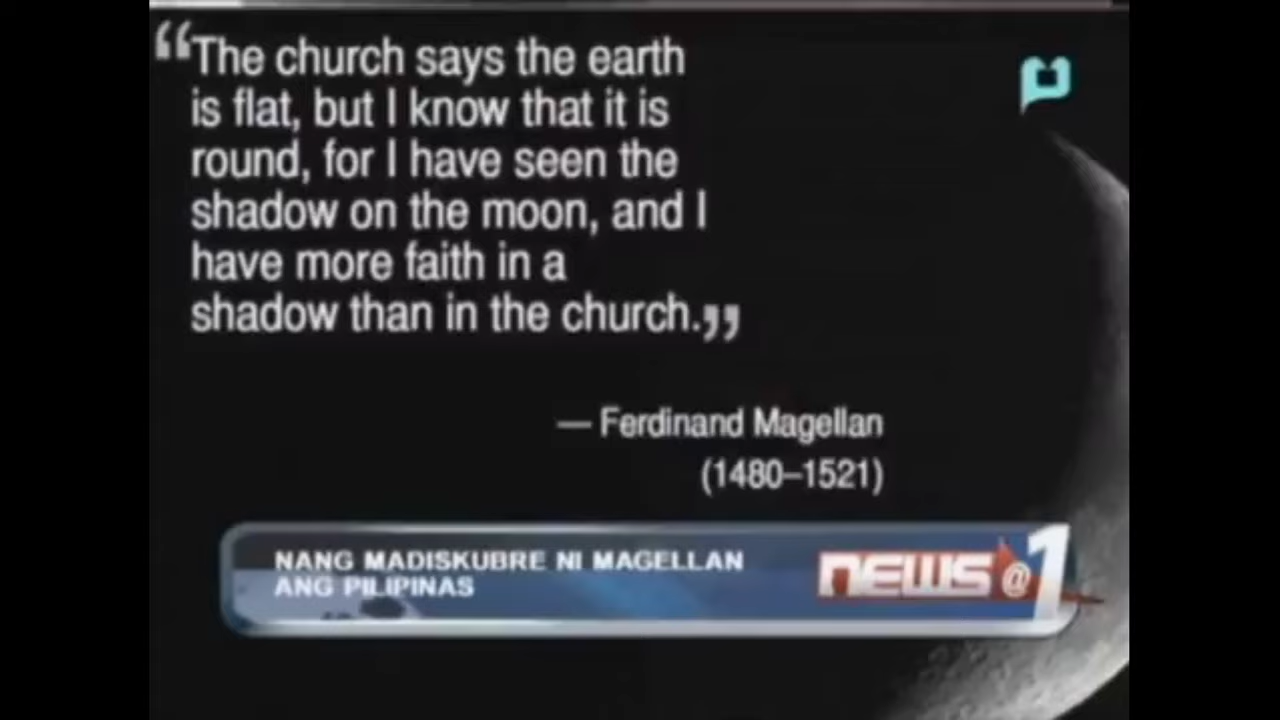 “The church says the earth
is flat, but I know that it is
round, for I have seen the
shadow on the moon, and I
have more faith in a
shadow than in the church.”
— Ferdinand Magellan
(1480–1521)
NANG MADISKUBRE NI MAGELLAN
ANG PILIPINAS
NEWS@1